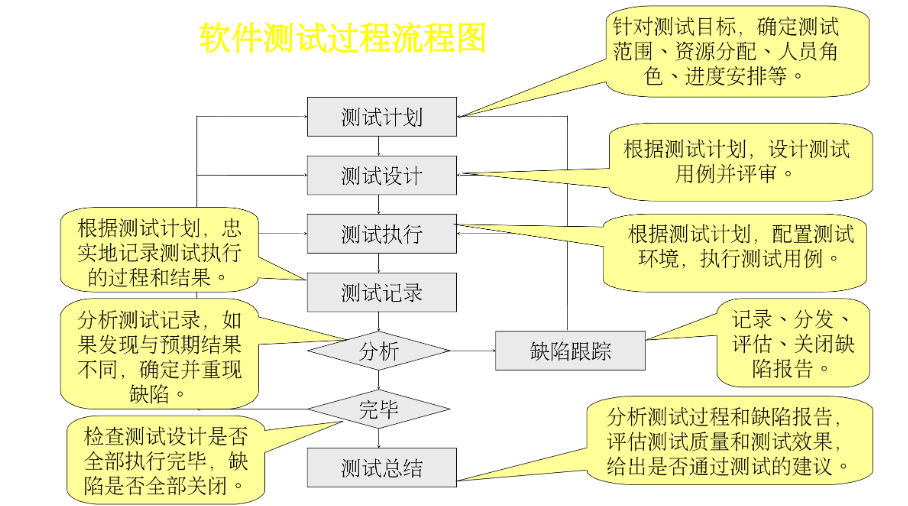 软件测试过程流程图
针对测试目标，确定测试
范围、资源分配、人员角
色、进度安排等。
测试计划
根据测试计划，设计测试
用例并评审。
测试设计
根据测试计划，忠
实地记录测试执行
的过程和结果。
测试执行
根据测试计划，配置测试
环境，执行测试用例。
测试记录
分析测试记录，如
果发现与预期结果
不同，确定并重现
缺陷。
分析
缺陷跟踪
记录、分发、
评估、关闭缺
陷报告。
完毕
检查测试设计是否
全部执行完毕，缺
陷是否全部关闭。
测试总结
分析测试过程和缺陷报告，
评估测试质量和测试效果，
给出是否通过测试的建议。